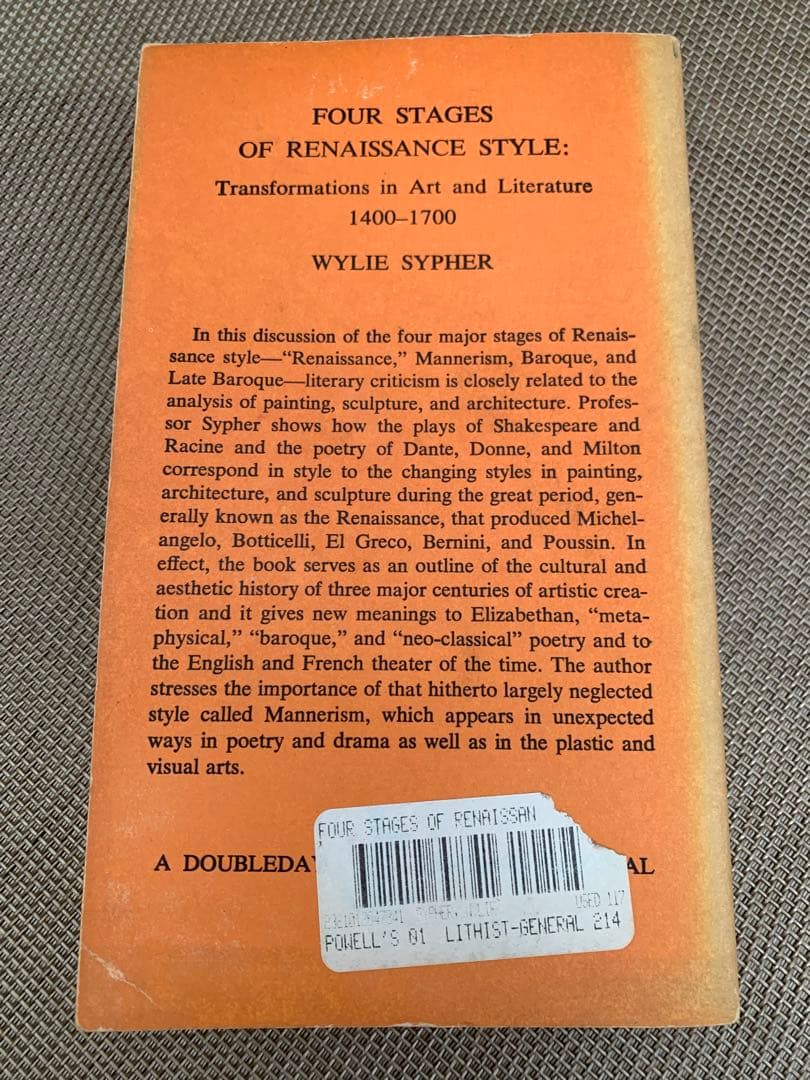 FOUR STAGES
OF RENAISSANCE STYLE:
Transformations in Art and Literature
1400–1700
WYLIE SYPHER
In this discussion of the four major stages of Renais-
sance style—“Renaissance,” Mannerism, Baroque, and
Late Baroque—literary criticism is closely related to the
analysis of painting, sculpture, and architecture. Profes-
sor Sypher shows how the plays of Shakespeare and
Racine and the poetry of Dante, Donne, and Milton
correspond in style to the changing styles in painting,
architecture, and sculpture during the great period, gen-
erally known as the Renaissance, that produced Michel-
angelo, Botticelli, El Greco, Bernini, and Poussin. In
effect, the book serves as an outline of the cultural and
aesthetic history of three major centuries of artistic crea-
tion and it gives new meanings to Elizabethan, “meta-
physical,” “baroque,” and “neo-classical” poetry and to
the English and French theater of the time. The author
stresses the importance of that hitherto largely neglected
style called Mannerism, which appears in unexpected
ways in poetry and drama as well as in the plastic and
visual arts.
FOUR STAGES OF RENAISSAN
A DOUBLEDA AL
SYPHER, WYLIE USED 117
POWELL'S 01 LITHIST-GENERAL 214